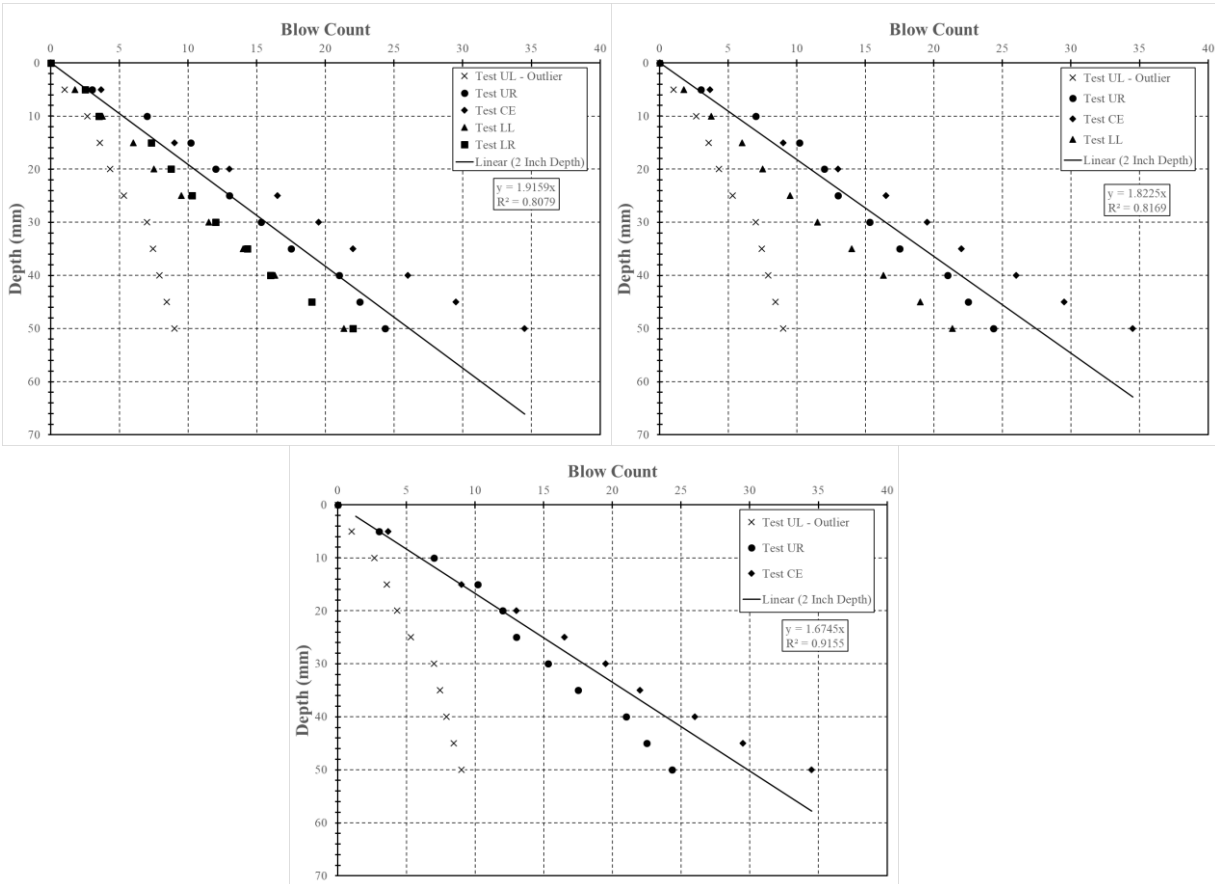 Blow Count
0 5 10 15 20 25 30 35 40
0
5
10
20
30
40
50
60
70
Depth (mm)
Test UL - Outlier
Test UR
Test CE
Test LL
Test LR
Linear (2 Inch Depth)
y = 1.9159x
R² = 0.8079
Blow Count
0 5 10 15 20 25 30 35 40
0
10
20
30
40
50
60
70
Depth (mm)
Test UL - Outlier
Test UR
Test CE
Test LL
Linear (2 Inch Depth)
y = 1.8225x
R² = 0.8169
Blow Count
0 5 10 15 20 25 30 35 40
0
10
20
30
40
50
60
70
Depth (mm)
Test UL - Outlier
Test UR
Test CE
Linear (2 Inch Depth)
y = 1.6745x
R² = 0.9155